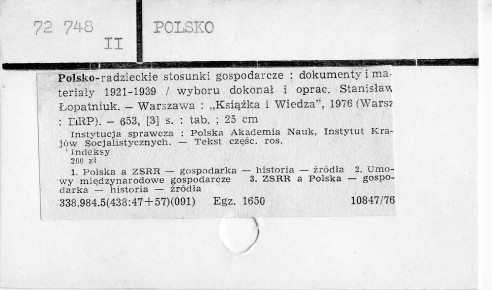 72 748
II
POLSKO
Polsko-radzieckie stosunki gospodarcze : dokumenty i ma-
teriały 1921-1939 / wyboru dokonał i oprac. Stanisław
Łopatniuk. — Warszawa : „Książka i Wiedza”, 1976 (Warsz
: DRP). — 653, [3] s. : tab. ; 25 cm
Instytucja sprawcza : Polska Akademia Nauk, Instytut Kra-
jów Socjalistycznych. — Tekst częśc. ros.
Indeksy
200 zł
1. Polska a ZSRR — gospodarka — historia — źródła 2. Umo-
wy międzynarodowe gospodarcze 3. ZSRR a Polska — gospo-
darka — historia — źródła
338.984.5(438:47+57)(091) Egz. 1650 10847/76